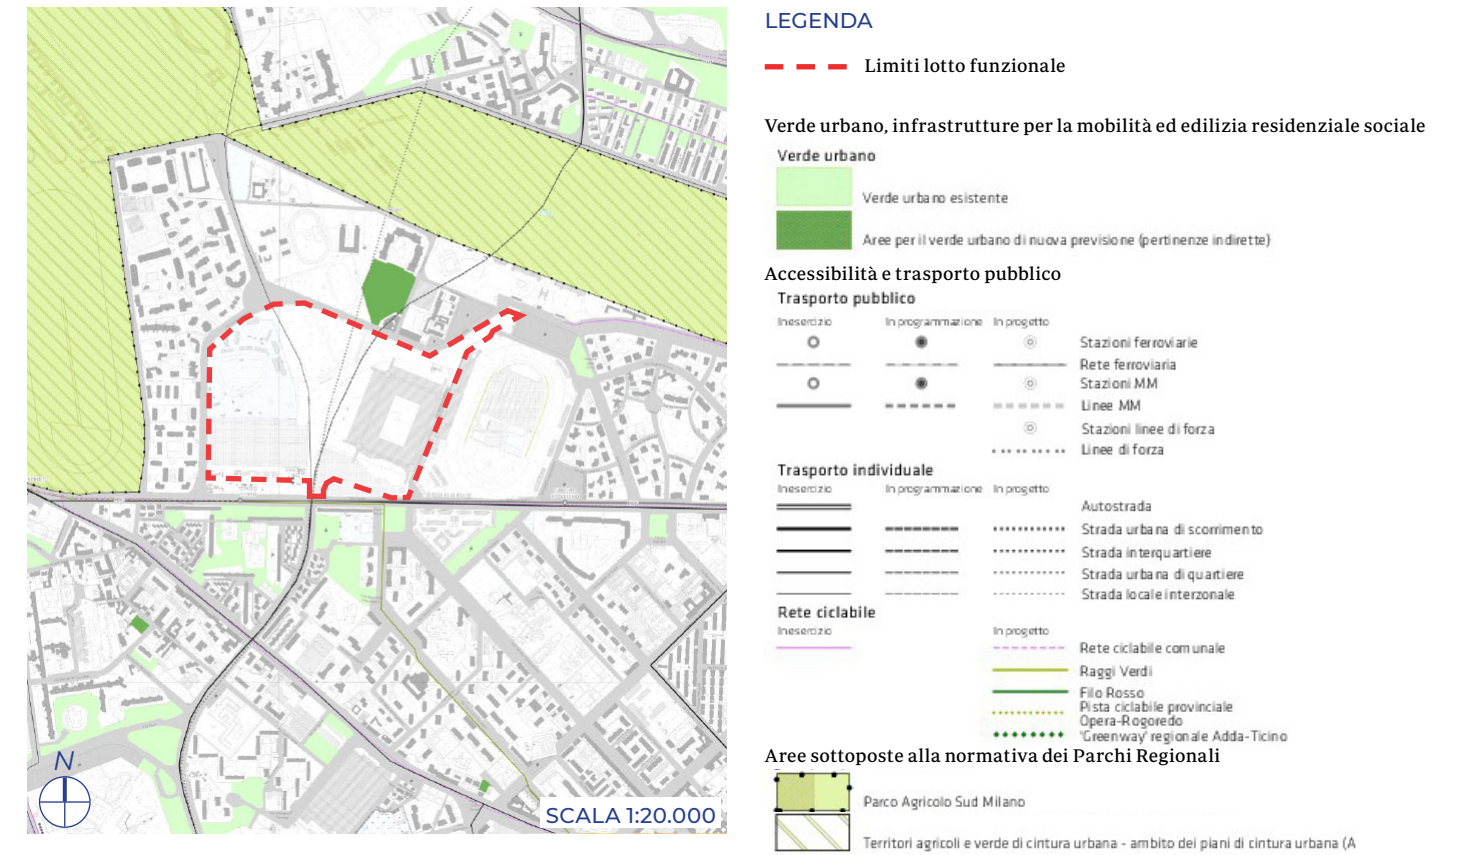 LEGENDA
Limiti lotto funzionale
Verde urbano, infrastrutture per la mobilità ed edilizia residenziale sociale
Verde urbano
Verde urbano esistente
Aree per il verde urbano di nuova previsione (pertinenze indirette)
Accessibilità e trasporto pubblico
Trasporto pubblico
In esercizio In programmazione In progetto
Stazioni ferroviarie
Rete ferroviaria
Stazioni MM
Linee MM
Stazioni linee di forza
Linee di forza
Trasporto individuale
In esercizio In programmazione In progetto
Autostrada
Strada urbana di scorrimento
Strada interquartiere
Strada urbana di quartiere
Strada locale interzonale
Rete ciclabile
In esercizio In progetto
Rete ciclabile comunale
Raggi Verdi
Filo Rosso
Pista ciclabile provinciale
Opera-Rogoredo
'Greenway' regionale Adda-Ticino
Aree sottoposte alla normativa dei Parchi Regionali
Parco Agricolo Sud Milano
Territori agricoli e verde di cintura urbana - ambito dei piani di cintura urbana (A
N
SCALA 1:20.000